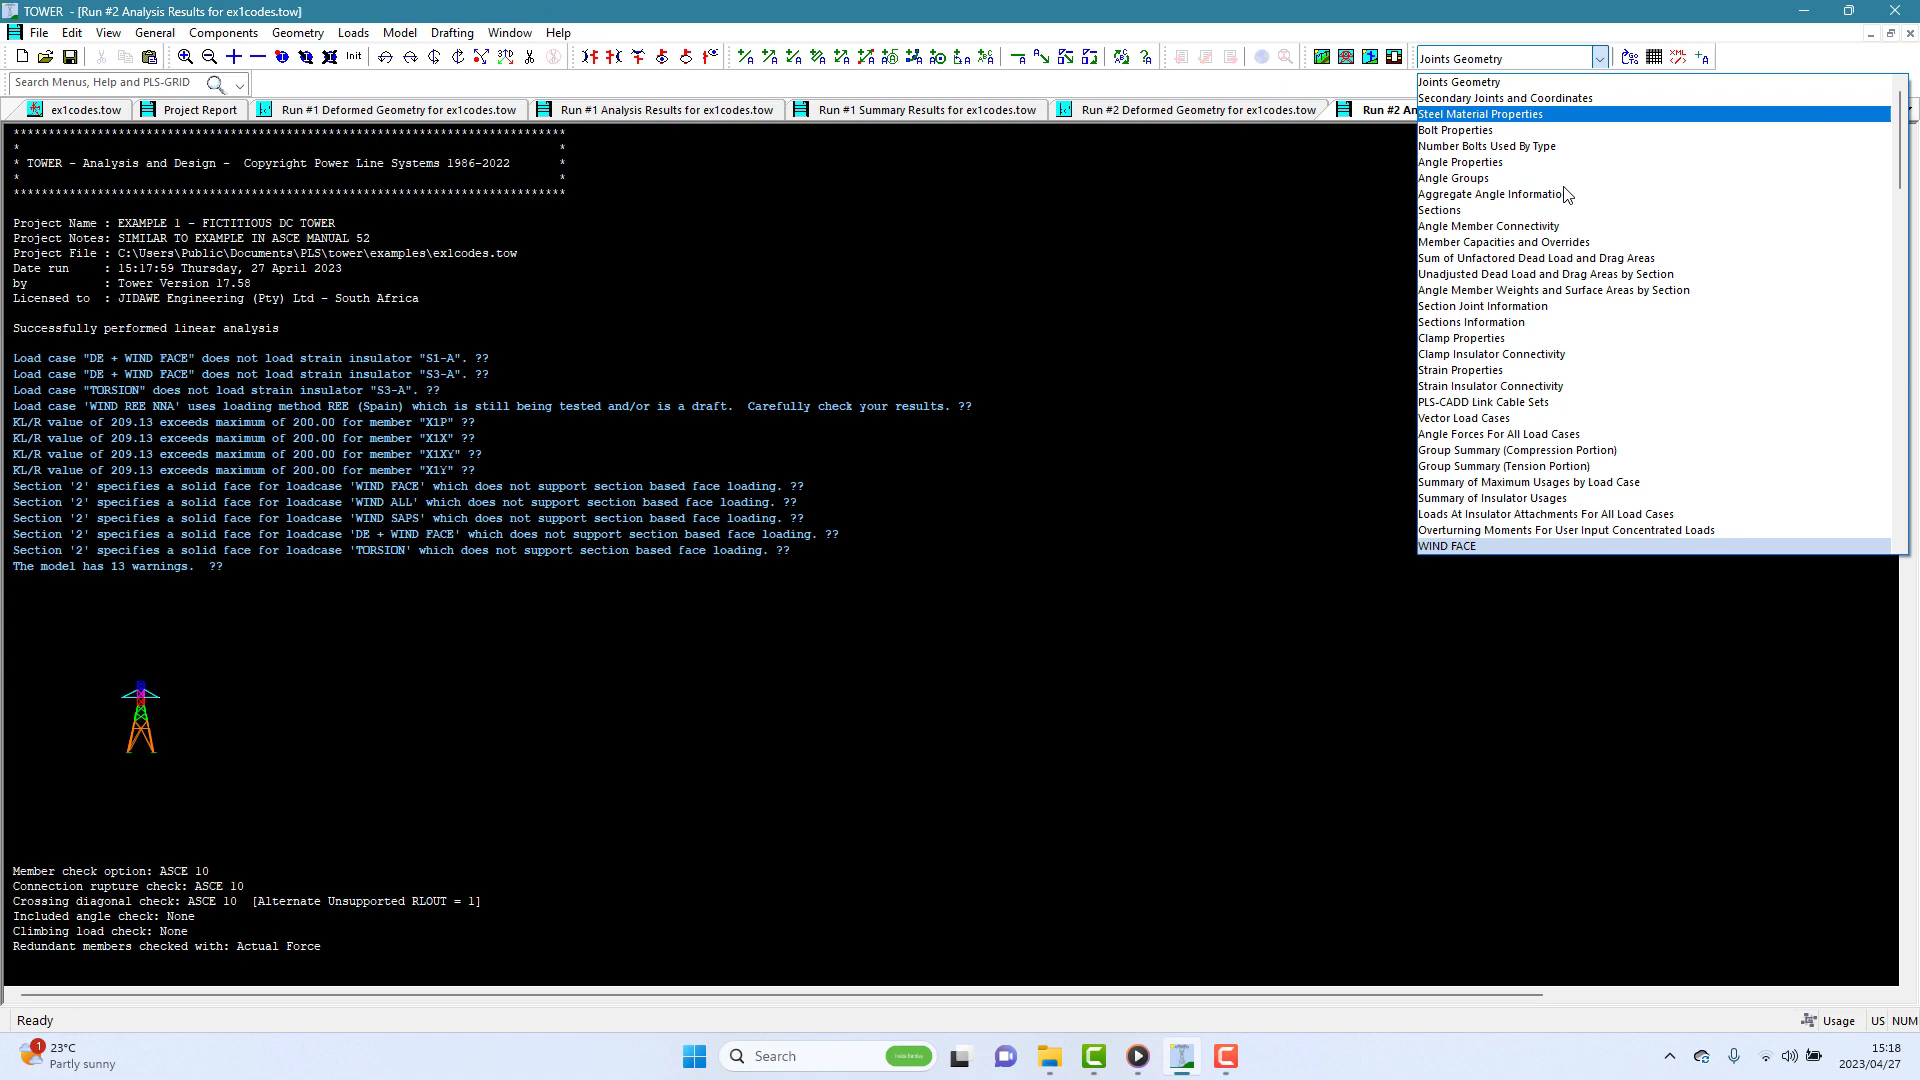 TOWER - [Run #2 Analysis Results for ex1codes.tow]
File Edit View General Components Geometry Loads Model Drafting Window Help
Init
Joints Geometry
Search Menus, Help and PLS-GRID
ex1codes.tow
Project Report
Run #1 Deformed Geometry for ex1codes.tow
Run #1 Analysis Results for ex1codes.tow
Run #1 Summary Results for ex1codes.tow
Run #2 Deformed Geometry for ex1codes.tow
Run #2 An
Joints Geometry
Secondary Joints and Coordinates
Steel Material Properties
Bolt Properties
Number Bolts Used By Type
Angle Properties
Angle Groups
Aggregate Angle Information
Sections
Angle Member Connectivity
Member Capacities and Overrides
Sum of Unfactored Dead Load and Drag Areas
Unadjusted Dead Load and Drag Areas by Section
Angle Member Weights and Surface Areas by Section
Section Joint Information
Sections Information
Clamp Properties
Clamp Insulator Connectivity
Strain Properties
Strain Insulator Connectivity
PLS-CADD Link Cable Sets
Vector Load Cases
Angle Forces For All Load Cases
Group Summary (Compression Portion)
Group Summary (Tension Portion)
Summary of Maximum Usages by Load Case
Summary of Insulator Usages
Loads At Insulator Attachments For All Load Cases
Overturning Moments For User Input Concentrated Loads
WIND FACE
*******************************************************************************
* *
* TOWER - Analysis and Design - Copyright Power Line Systems 1986-2022 *
* *
*******************************************************************************
Project Name : EXAMPLE 1 - FICTITIOUS DC TOWER
Project Notes: SIMILAR TO EXAMPLE IN ASCE MANUAL 52
Project File : C:\Users\Public\Documents\PLS\tower\examples\ex1codes.tow
Date run : 15:17:59 Thursday, 27 April 2023
by : Tower Version 17.58
Licensed to : JIDAWE Engineering (Pty) Ltd - South Africa
Successfully performed linear analysis
Load case "DE + WIND FACE" does not load strain insulator "S1-A". ??
Load case "DE + WIND FACE" does not load strain insulator "S3-A". ??
Load case "TORSION" does not load strain insulator "S3-A". ??
Load case 'WIND REE NNA' uses loading method REE (Spain) which is still being tested and/or is a draft. Carefully check your results. ??
KL/R value of 209.13 exceeds maximum of 200.00 for member "X1P" ??
KL/R value of 209.13 exceeds maximum of 200.00 for member "X1X" ??
KL/R value of 209.13 exceeds maximum of 200.00 for member "X1XY" ??
KL/R value of 209.13 exceeds maximum of 200.00 for member "X1Y" ??
Section '2' specifies a solid face for loadcase 'WIND FACE' which does not support section based face loading. ??
Section '2' specifies a solid face for loadcase 'WIND ALL' which does not support section based face loading. ??
Section '2' specifies a solid face for loadcase 'WIND SAPS' which does not support section based face loading. ??
Section '2' specifies a solid face for loadcase 'DE + WIND FACE' which does not support section based face loading. ??
Section '2' specifies a solid face for loadcase 'TORSION' which does not support section based face loading. ??
The model has 13 warnings. ??
Member check option: ASCE 10
Connection rupture check: ASCE 10
Crossing diagonal check: ASCE 10 [Alternate Unsupported RLOUT = 1]
Included angle check: None
Climbing load check: None
Redundant members checked with: Actual Force
Ready
Usage US NUM
1
23°C
Partly sunny
Search
15:18
2023/04/27